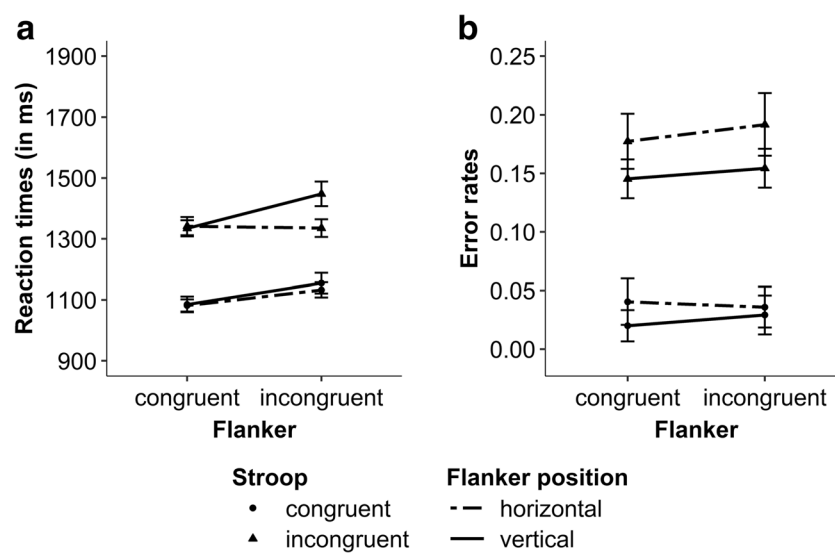 a
1900
1700
1500
1300
1100
900
Reaction times (in ms)
congruent incongruent
Flanker
b
0.25
0.20
0.15
0.10
0.05
0.00
Error rates
congruent incongruent
Flanker
Stroop
congruent
incongruent
Flanker position
horizontal
vertical